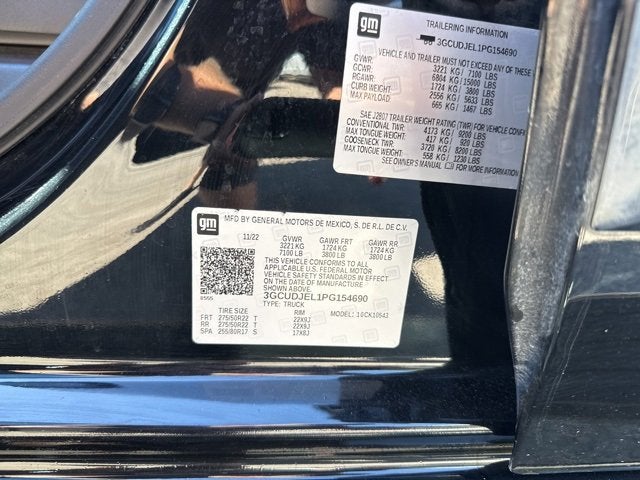 gm
TRAILERING INFORMATION
3GCUDJEL1PG154690
VEHICLE AND TRAILER MUST NOT EXCEED ANY OF THESE
GVWR: 3221 KG / 7100 LBS
GCWR: 6804 KG / 15000 LBS
RGAWR: 1724 KG / 3800 LBS
CURB WEIGHT 2556 KG / 5633 LBS
MAX PAYLOAD 665 KG / 1467 LBS
SAE J2807 TRAILER WEIGHT RATING (TWR) FOR VEHICLE CONFI
CONVENTIONAL TWR: 4173 KG / 9200 LBS
MAX TONGUE WEIGHT: 417 KG / 920 LBS
GOOSENECK TWR: 3720 KG / 8200 LBS
MAX TONGUE WEIGHT: 558 KG / 1230 LBS
SEE OWNER'S MANUAL FOR MORE INFORMATION
gm
MFD BY GENERAL MOTORS DE MEXICO, S. DE R.L. DE C.V.
11/22 GVWR GAWR FRT GAWR RR
3221 KG 1724 KG 1724 KG
7100 LB 3800 LB 3800 LB
THIS VEHICLE CONFORMS TO ALL
APPLICABLE U.S. FEDERAL MOTOR
VEHICLE SAFETY STANDARDS IN EFFECT
ON THE DATE OF MANUFACTURE
SHOWN ABOVE.
3GCUDJEL1PG154690
TYPE: TRUCK
TIRE SIZE RIM MODEL: 1GCK10543
FRT 275/50R22 T 22X9J
RR 275/50R22 T 22X9J
SPA 255/80R17 S 17X8J